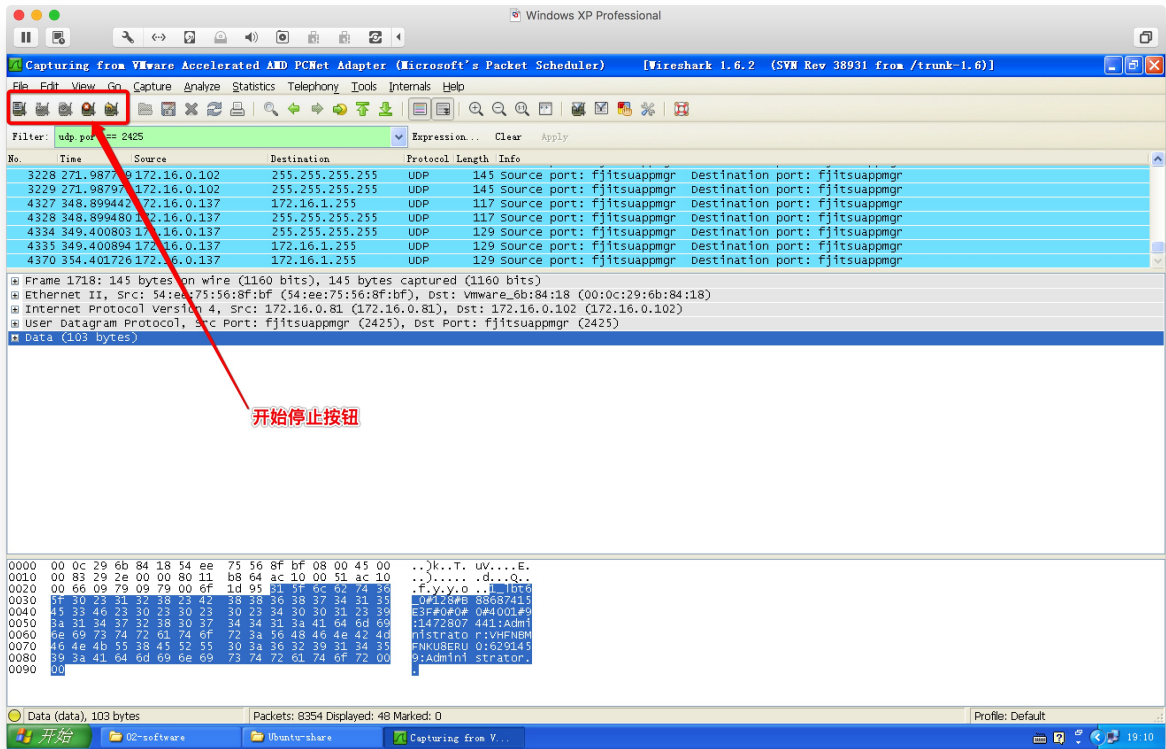 Windows XP Professional
Capturing from VMware Accelerated AMD PCNet Adapter (Microsoft's Packet Scheduler) [Wireshark 1.6.2 (SVN Rev 38931 from /trunk-1.6)]
File Edit View Go Capture Analyze Statistics Telephony Tools Internals Help
Filter: udp.port == 2425 Expression... Clear Apply
No. Time Source Destination Protocol Length Info
3228 271.987 172.16.0.102 255.255.255.255 UDP 145 Source port: fjitsuappmgr Destination port: fjitsuappmgr
3229 271.9879 172.16.0.102 255.255.255.255 UDP 145 Source port: fjitsuappmgr Destination port: fjitsuappmgr
4327 348.899442 172.16.0.137 172.16.1.255 UDP 117 Source port: fjitsuappmgr Destination port: fjitsuappmgr
4328 348.899480 172.16.0.137 255.255.255.255 UDP 117 Source port: fjitsuappmgr Destination port: fjitsuappmgr
4334 349.400803 172.16.0.137 255.255.255.255 UDP 129 Source port: fjitsuappmgr Destination port: fjitsuappmgr
4335 349.400894 172.16.0.137 172.16.1.255 UDP 129 Source port: fjitsuappmgr Destination port: fjitsuappmgr
4370 354.401726 172.16.0.137 172.16.1.255 UDP 129 Source port: fjitsuappmgr Destination port: fjitsuappmgr
Frame 1718: 145 bytes on wire (1160 bits), 145 bytes captured (1160 bits)
Ethernet II, Src: 54:ee:75:56:8f:bf (54:ee:75:56:8f:bf), Dst: Vmware_6b:84:18 (00:0c:29:6b:84:18)
Internet Protocol Version 4, Src: 172.16.0.81 (172.16.0.81), Dst: 172.16.0.102 (172.16.0.102)
User Datagram Protocol, Src Port: fjitsuappmgr (2425), Dst Port: fjitsuappmgr (2425)
Data (103 bytes)
开始停止按钮
0000 00 0c 29 6b 84 18 54 ee 75 56 8f bf 08 00 45 00 ..)k..T. uV....E.
0010 00 83 29 2e 00 00 80 11 b8 64 ac 10 00 51 ac 10 ..)..... .d...Q..
0020 00 66 09 79 09 79 00 6f 1d 95 31 5f 6c 62 74 36 .f.y.y.o ..1_lbt6
0030 5f 30 23 31 32 38 23 42 38 38 36 38 37 34 31 35 _0#128#B 88687415
0040 45 33 46 23 30 23 30 23 30 23 34 30 30 31 23 39 E3F#0#0# 0#4001#9
0050 3a 31 34 37 32 38 30 37 34 34 31 3a 41 64 6d 69 :1472807 441:Admi
0060 6e 69 73 74 72 61 74 6f 72 3a 56 48 46 4e 42 4d nistrato r:VHFNBM
0070 46 4e 4b 55 38 45 52 55 30 3a 36 32 39 31 34 35 FNKU8ERU 0:629145
0080 39 3a 41 64 6d 69 6e 69 73 74 72 61 74 6f 72 00 9:Admini strator.
0090 00 .
Data (data), 103 bytes Packets: 8354 Displayed: 48 Marked: 0 Profile: Default
开始 02-software Ubuntu-share Capturing from V... 19:10